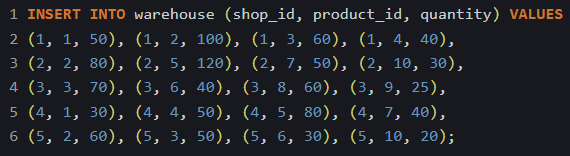 1 INSERT INTO warehouse (shop_id, product_id, quantity) VALUES
2 (1, 1, 50), (1, 2, 100), (1, 3, 60), (1, 4, 40),
3 (2, 2, 80), (2, 5, 120), (2, 7, 50), (2, 10, 30),
4 (3, 3, 70), (3, 6, 40), (3, 8, 60), (3, 9, 25),
5 (4, 1, 30), (4, 4, 50), (4, 5, 80), (4, 7, 40),
6 (5, 2, 60), (5, 3, 50), (5, 6, 30), (5, 10, 20);